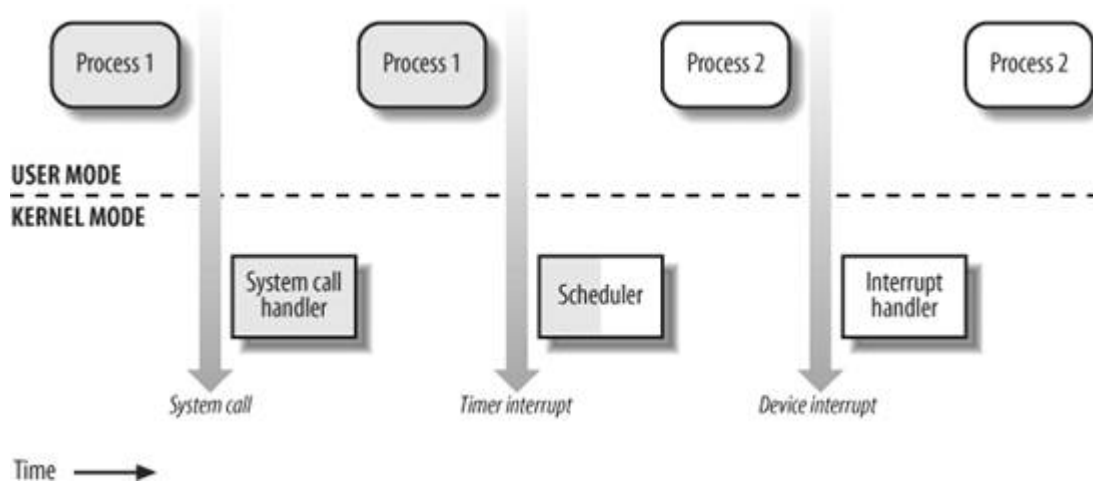 Process 1
Process 1
Process 2
Process 2
USER MODE
KERNEL MODE
System call
handler
Scheduler
Interrupt
handler
System call
Timer interrupt
Device interrupt
Time